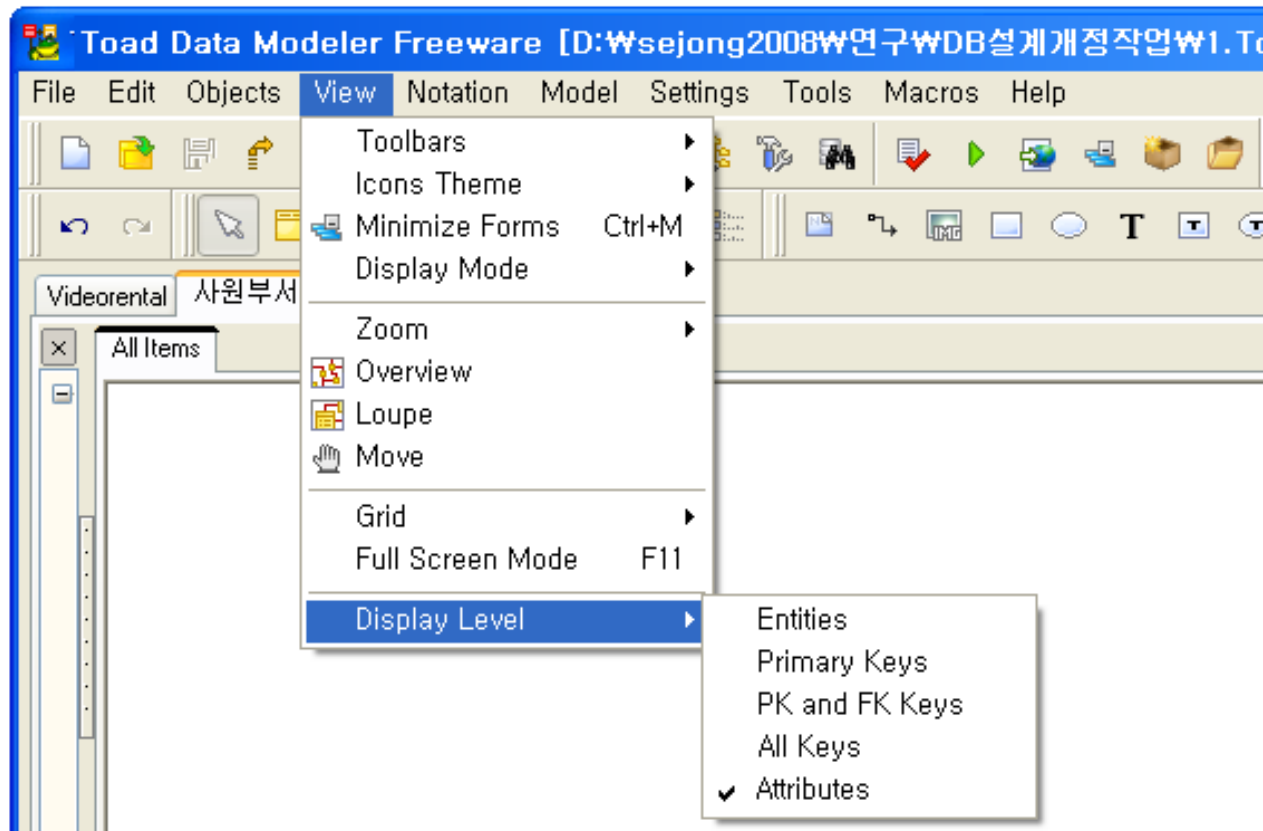 Toad Data Modeler Freeware [D:₩sejong2008₩연구₩DB설계개정작업₩1.To
File Edit Objects View Notation Model Settings Tools Macros Help
Toolbars
Icons Theme
Minimize Forms Ctrl+M
Display Mode
IMG T T T
Videorental 사원부서
Zoom
All Items
Overview
Loupe
Move
Grid
Full Screen Mode F11
Display Level
Entities
Primary Keys
PK and FK Keys
All Keys
Attributes